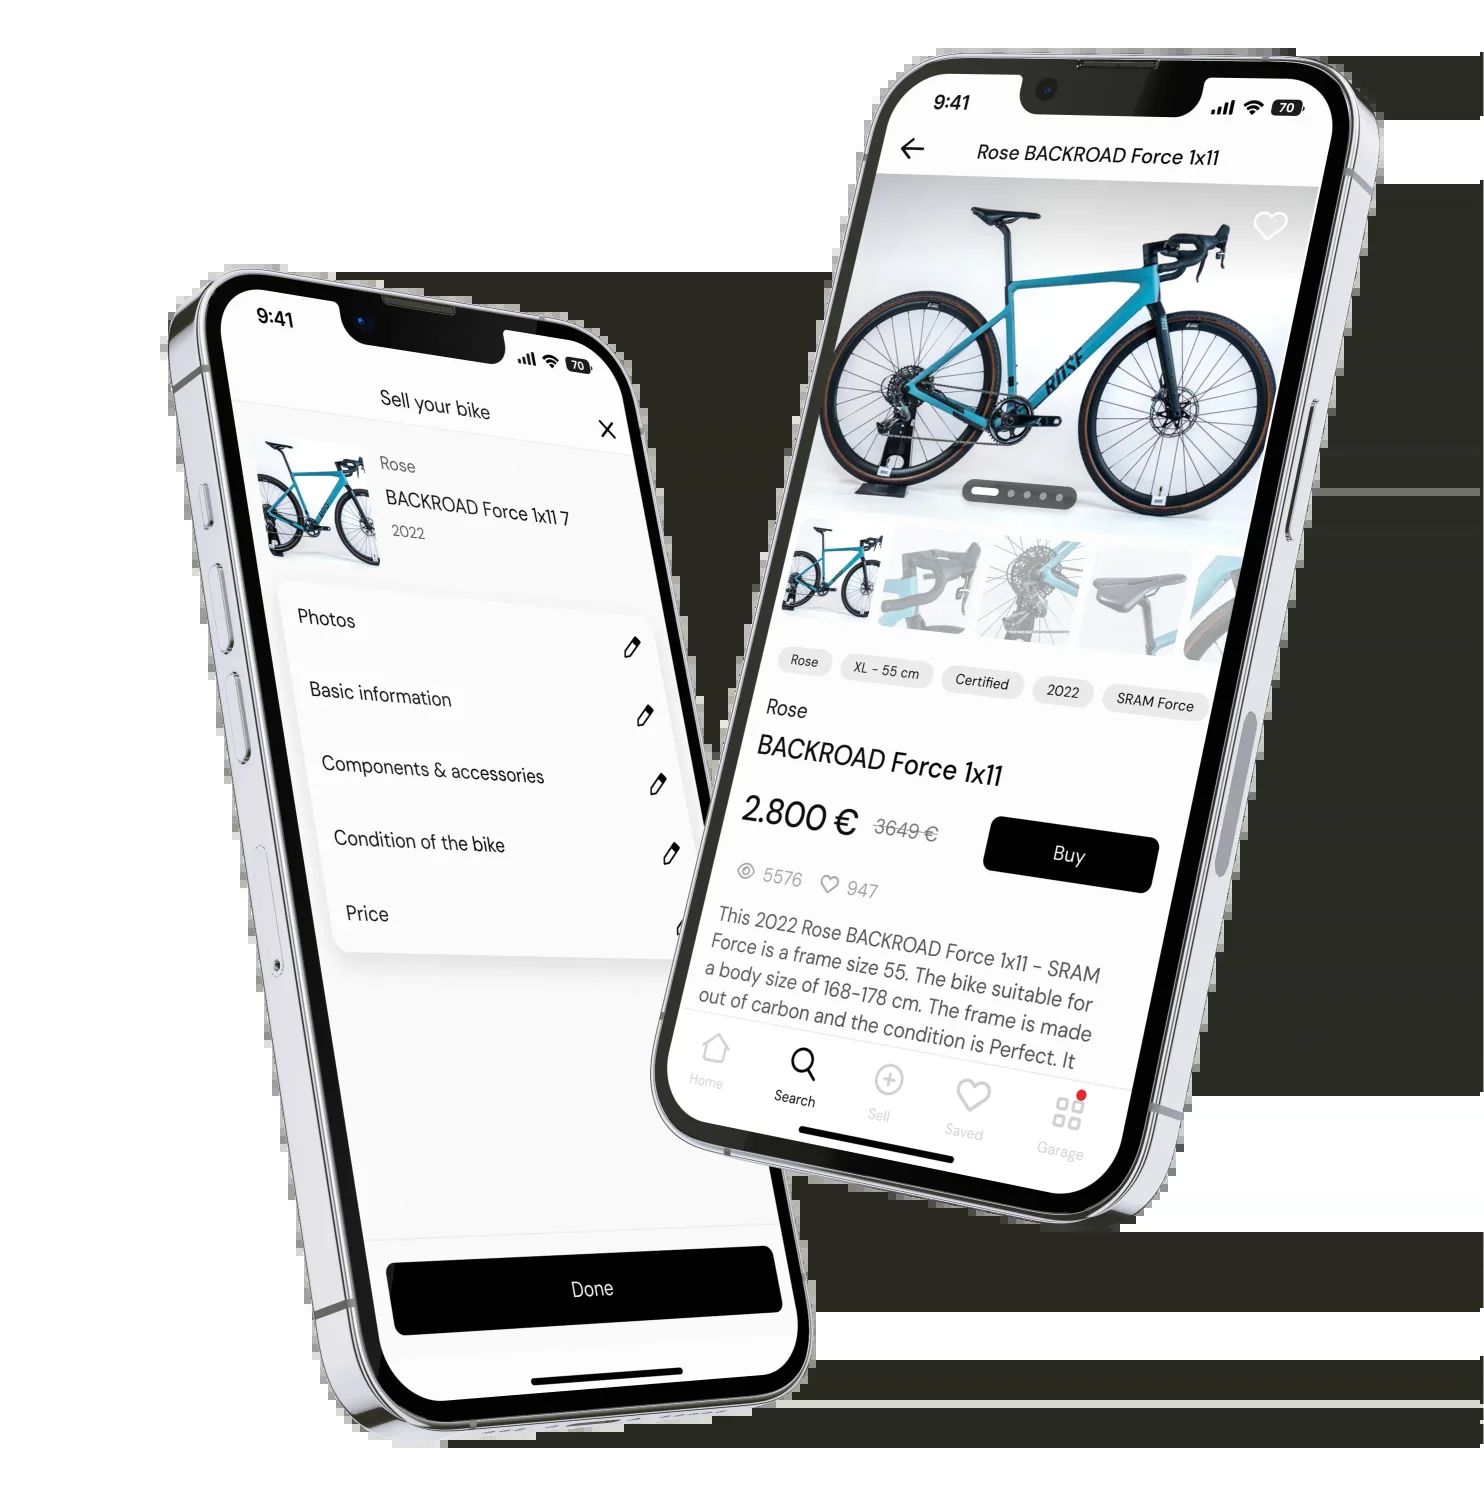 9:41
70
Sell your bike
Rose
BACKROAD Force 1x11 7
2022
Photos
Basic information
Components & accessories
Condition of the bike
Price
Done
9:41
70
Rose BACKROAD Force 1x11
ROSE
Rose
XL - 55 cm
Certified
2022
SRAM Force
Rose
BACKROAD Force 1x11
2.800 € 3649 €
Buy
5576 947
This 2022 Rose BACKROAD Force 1x11 - SRAM
Force is a frame size 55. The bike suitable for
a body size of 168-178 cm. The frame is made
out of carbon and the condition is Perfect. It
Home
Search
Sell
Saved
Garage